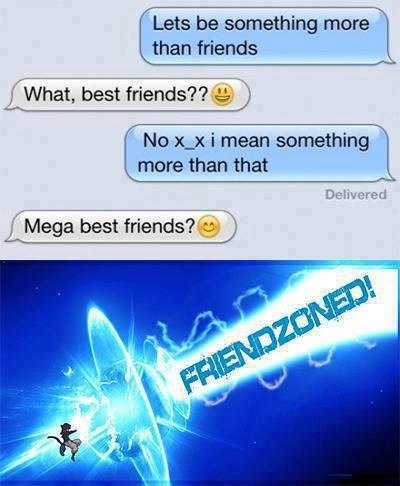 Lets be something more
than friends
What, best friends??😃
No x_x i mean something
more than that
Delivered
Mega best friends?😊
FRIENDZONED!